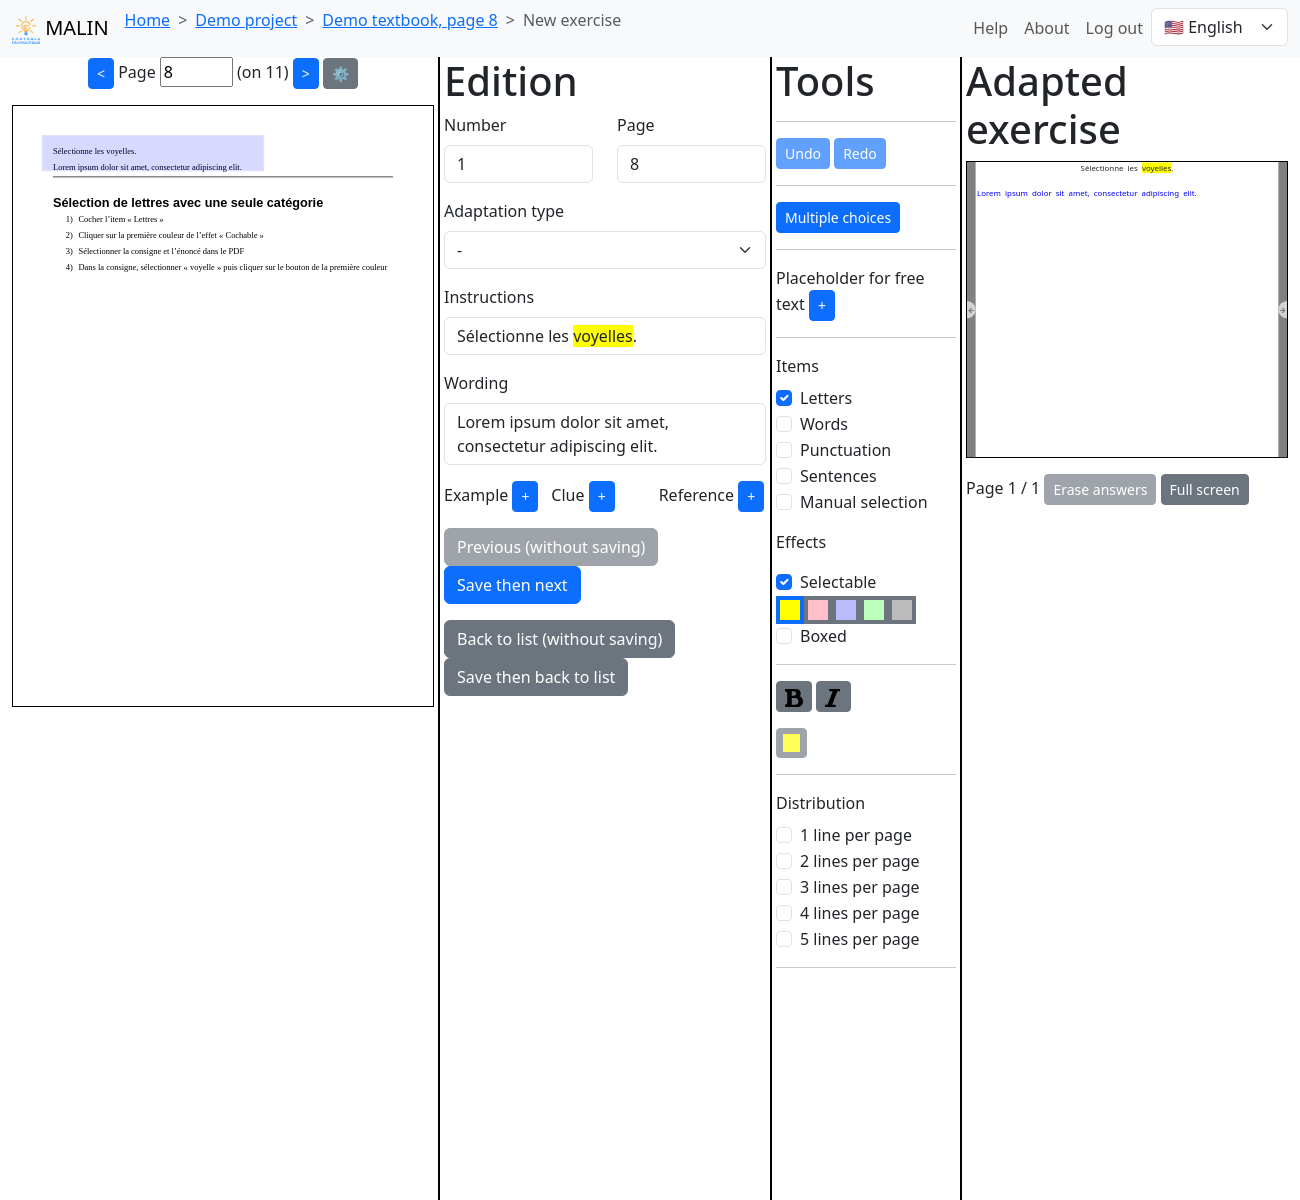 MALIN
Home > Demo project > Demo textbook, page 8 > New exercise
Help About Log out 🇺🇸 English
< Page 8 (on 11) > ⚙️
Sélectionne les voyelles.
Lorem ipsum dolor sit amet, consectetur adipiscing elit.
Sélection de lettres avec une seule catégorie
1) Cocher l’item « Lettres »
2) Cliquer sur la première couleur de l’effet « Cochable »
3) Sélectionner la consigne et l’énoncé dans le PDF
4) Dans la consigne, sélectionner « voyelle » puis cliquer sur le bouton de la première couleur
Edition
Number Page
1 8
Adaptation type
-
Instructions
Sélectionne les voyelles.
Wording
Lorem ipsum dolor sit amet,
consectetur adipiscing elit.
Example + Clue + Reference +
Previous (without saving)
Save then next
Back to list (without saving)
Save then back to list
Tools
Undo Redo
Multiple choices
Placeholder for free
text +
Items
Letters
Words
Punctuation
Sentences
Manual selection
Effects
Selectable
Boxed
B I
Distribution
1 line per page
2 lines per page
3 lines per page
4 lines per page
5 lines per page
Adapted
exercise
Sélectionne les voyelles.
Lorem ipsum dolor sit amet, consectetur adipiscing elit.
Page 1 / 1 Erase answers Full screen